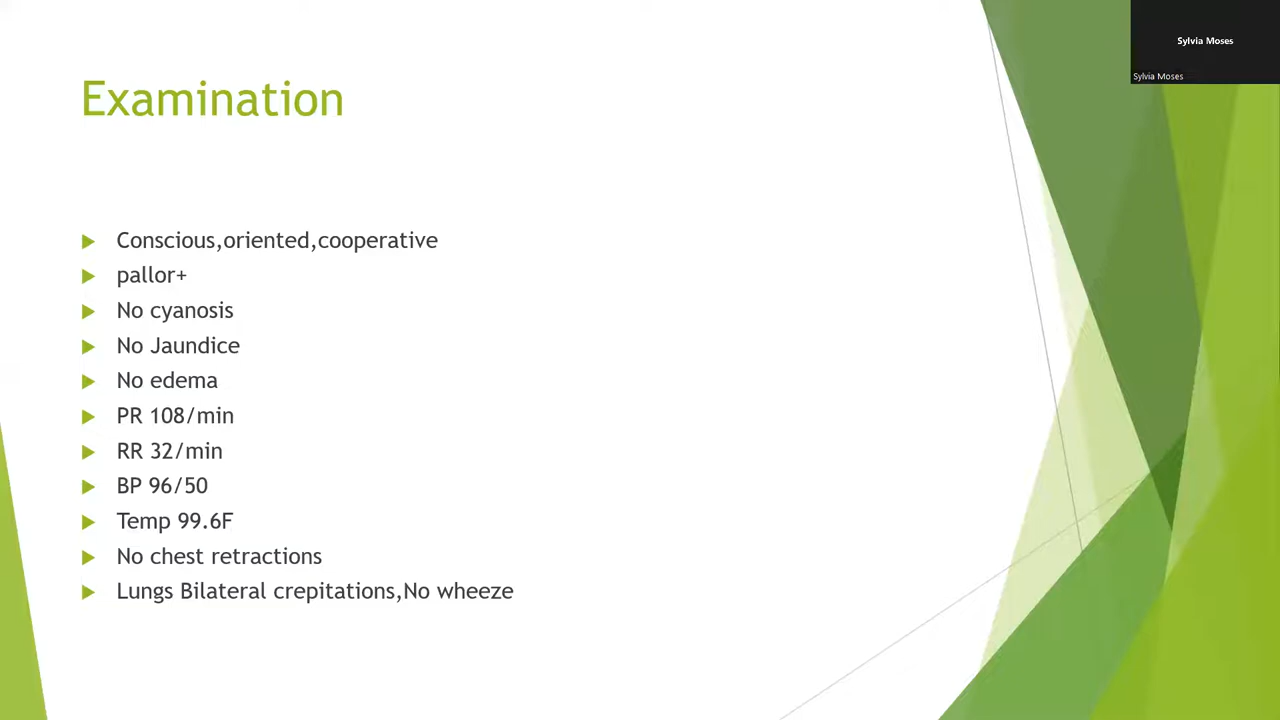 Sylvia Moses
Sylvia Moses
Examination
Conscious,oriented,cooperative
pallor+
No cyanosis
No Jaundice
No edema
PR 108/min
RR 32/min
BP 96/50
Temp 99.6F
No chest retractions
Lungs Bilateral crepitations,No wheeze